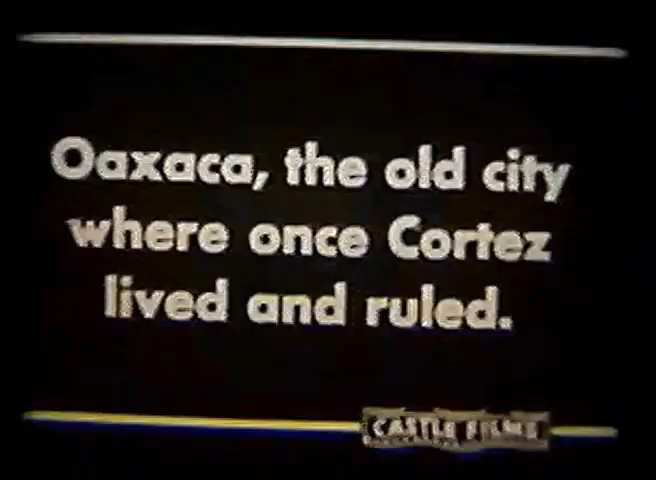 Oaxaca, the old city
where once Cortez
lived and ruled.
CASTLE FILMS